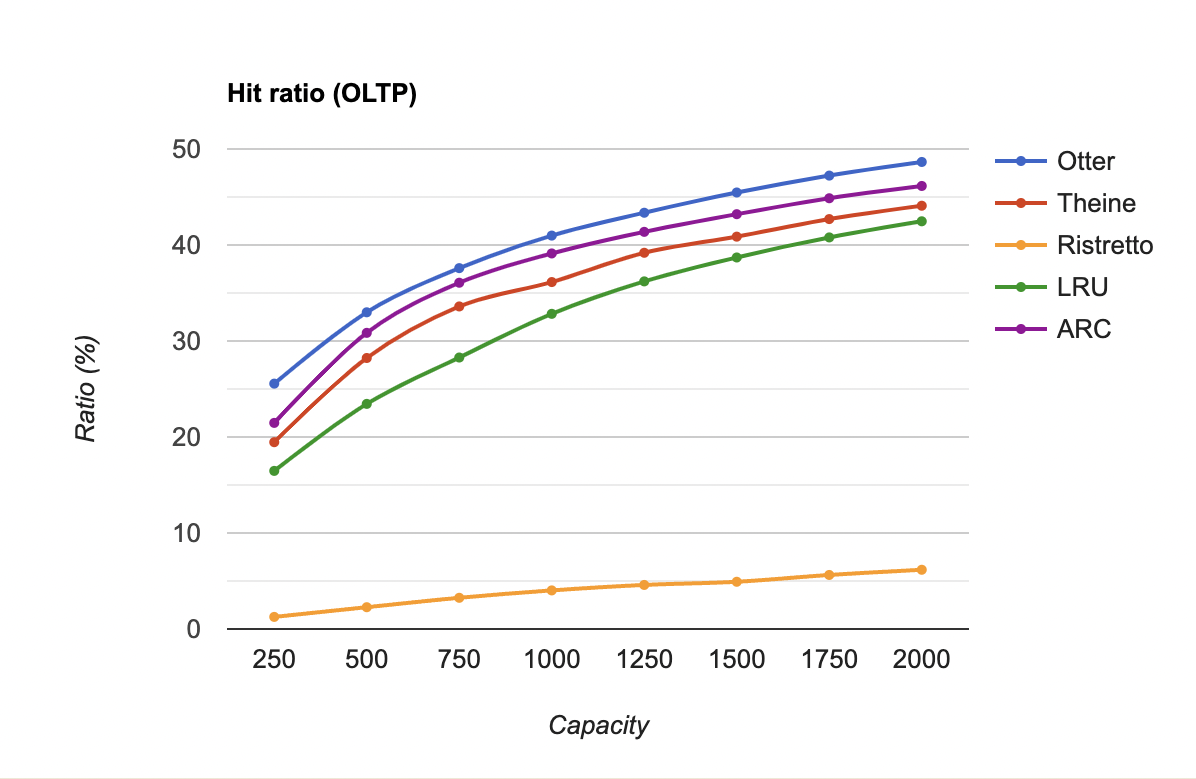 Hit ratio (OLTP)
50
40
30
20
10
0
Ratio (%)
250 500 750 1000 1250 1500 1750 2000
Capacity
Otter
Theine
Ristretto
LRU
ARC